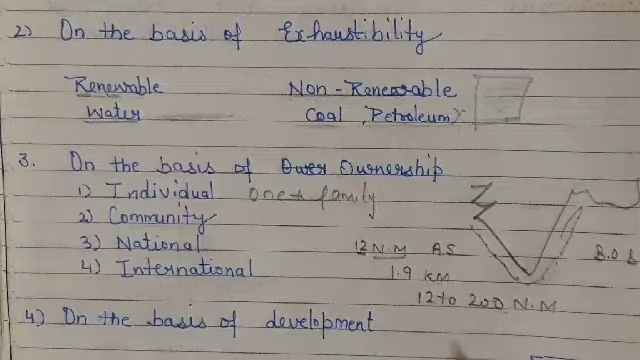 2) On the basis of Exhaustibility
Renewable Non-Renewable
Water Coal, Petroleum
3. On the basis of Ownership
1) Individual one family
2) Community
3) National
4) International
12 N.M A.S
1.9 KM
12 to 200 N.M
B.O.B
4) On the basis of development